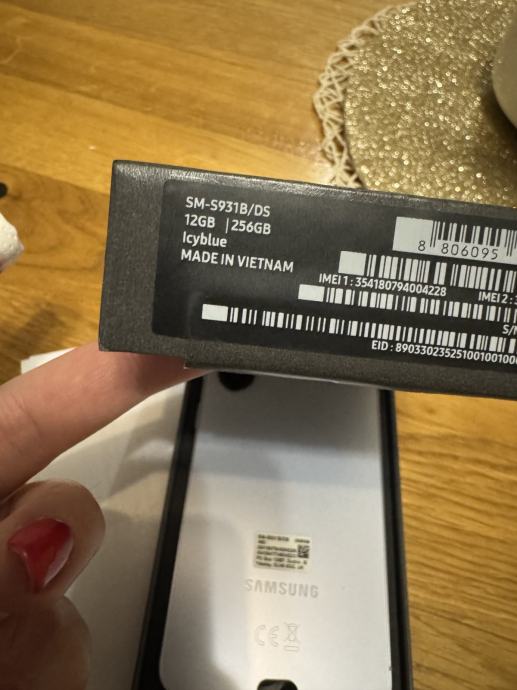 SM-S931B/DS
12GB | 256GB
Icyblue
MADE IN VIETNAM
8 806095
IMEI 1 : 354180794004228
IMEI 2 :
S/N
EID :
SAMSUNG
CE